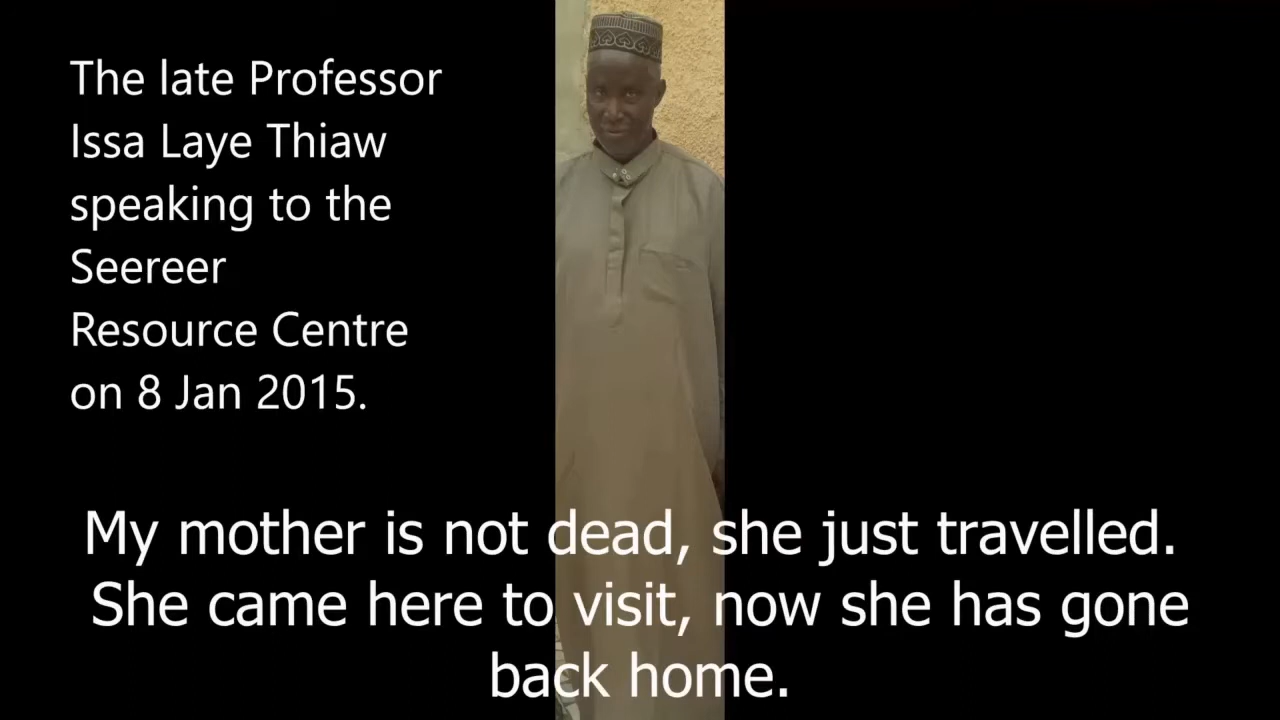 The late Professor
Issa Laye Thiaw
speaking to the
Seereer
Resource Centre
on 8 Jan 2015.
My mother is not dead, she just travelled.
She came here to visit, now she has gone
back home.